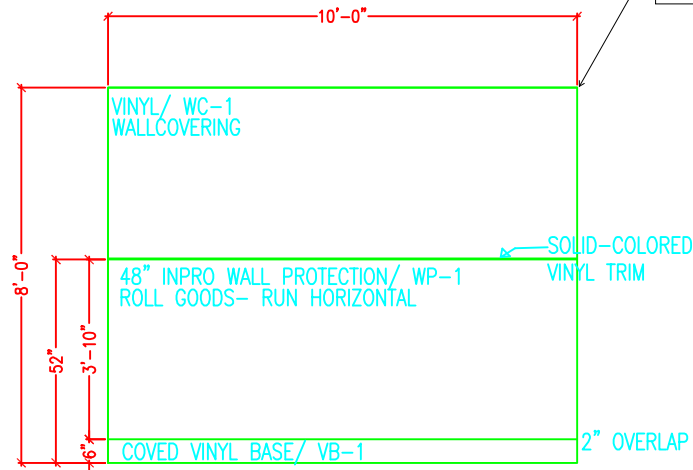 10'-0"
VINYL/ WC-1
WALLCOVERING
8'-0"
SOLID-COLORED
VINYL TRIM
48" INPRO WALL PROTECTION/ WP-1
ROLL GOODS- RUN HORIZONTAL
52"
3'-10"
2" OVERLAP
6"
COVED VINYL BASE/ VB-1